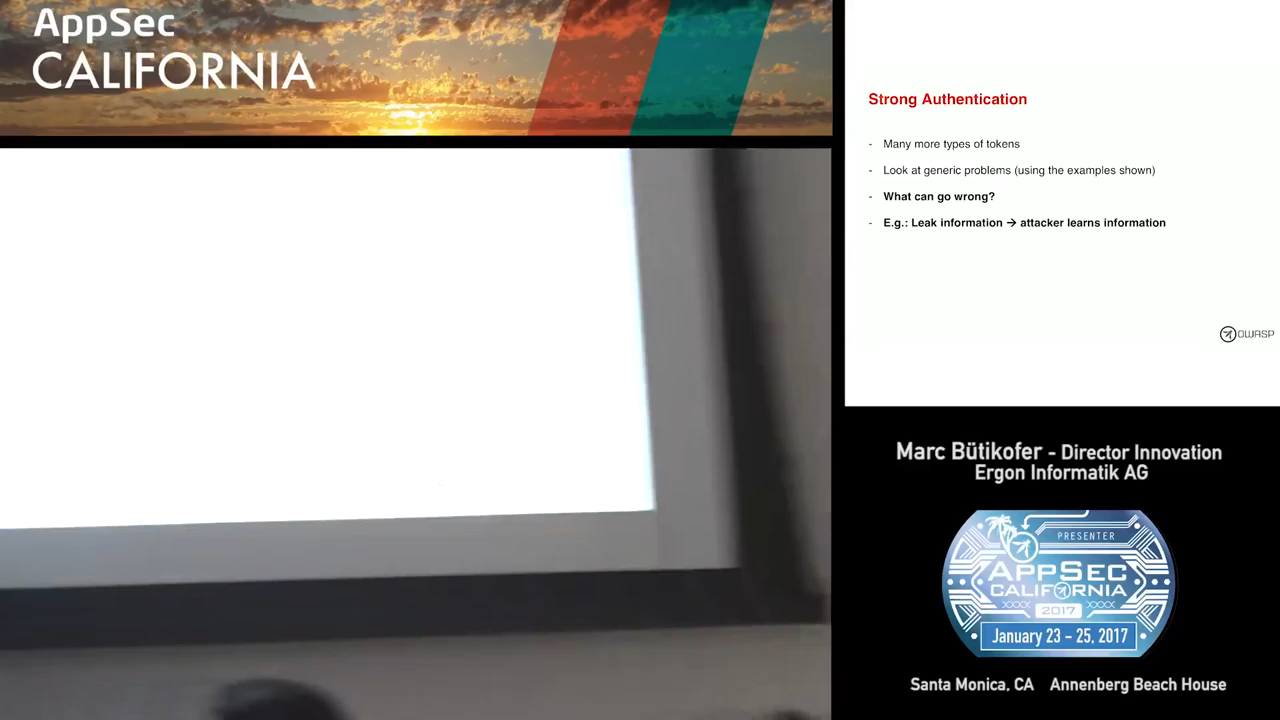 AppSec
CALIFORNIA
Strong Authentication
- Many more types of tokens
- Look at generic problems (using the examples shown)
- What can go wrong?
- E.g.: Leak information → attacker learns information
OWASP
Marc Bütikofer - Director Innovation
Ergon Informatik AG
PRESENTER
APPSEC
CALIFORNIA
2017
January 23 – 25, 2017
Santa Monica, CA Annenberg Beach House